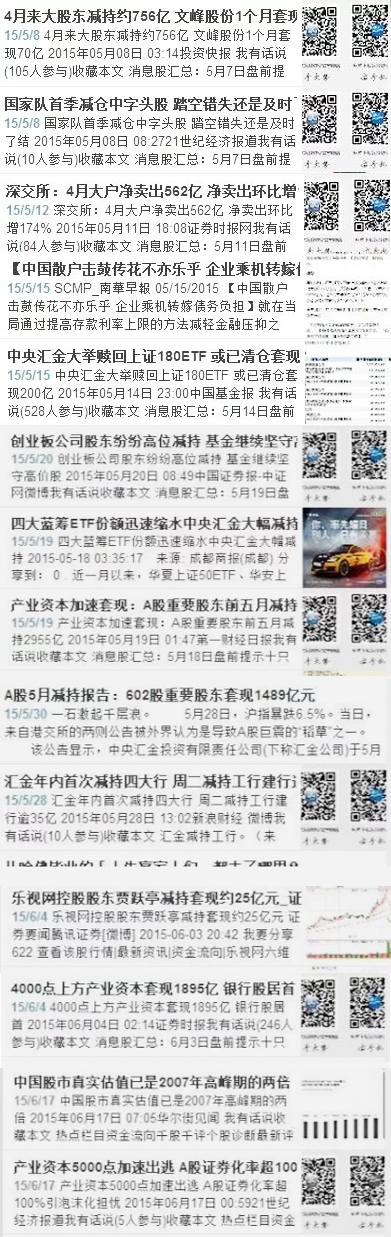 4月来大股东减持约756亿 文峰股份1个月套现
15/5/8 4月来大股东减持约756亿 文峰股份1个月套
现70亿 2015年05月08日 03:14投资快报 我有话说
(105人参与)收藏本文 消息股汇总：5月7日盘前提
国家队首季减仓中字头股 踏空错失还是及时了
15/5/8 国家队首季减仓中字头股 踏空错失还是及时
了结 2015年05月08日 08:2721世纪经济报道我有话
说(10人参与)收藏本文 消息股汇总：5月7日盘前提
深交所：4月大户净卖出562亿 净卖出环比增
15/5/12 深交所：4月大户净卖出562亿 净卖出环比
增174% 2015年05月11日 18:08证券时报网我有话
说(84人参与)收藏本文 消息股汇总：5月11日盘前
【中国散户击鼓传花不亦乐乎 企业乘机转嫁债
15/5/15 SCMP_南華早報 05/15/2015 【中国散户
击鼓传花不亦乐乎 企业乘机转嫁债务负担】就在当
局通过提高存款利率上限的方法减轻金融压抑之
中央汇金大举赎回上证180ETF 或已清仓套现
15/5/15 中央汇金大举赎回上证180ETF 或已清仓套
现200亿 2015年05月14日 23:00中国基金报 我有话
说(528人参与)收藏本文 消息股汇总：5月14日盘前
创业板公司股东纷纷高位减持 基金继续坚守高
15/5/20 创业板公司股东纷纷高位减持 基金继续坚
守高价股 2015年05月20日 08:49中国证券报-中证
网微博我有话说收藏本文 消息股汇总：5月19日盘
四大蓝筹ETF份额迅速缩水中央汇金大幅减持
15/5/19 四大蓝筹ETF份额迅速缩水中央汇金大幅减
持 2015-05-18 03:35:17 来源: 成都商报(成都) 分
享到： 0 . 近一月以来，华夏上证50ETF、华安上
产业资本加速套现：A股重要股东前五月减持
15/5/19 产业资本加速套现：A股重要股东前五月减
持2955亿 2015年05月19日 01:47第一财经日报我有
话说(66人参与)收藏本文 消息股汇总：5月18日盘前提示十只
A股5月减持报告：602股重要股东套现1489亿元
15/5/30 一石激起千层浪。 5月28日，沪指暴跌6.5%。当日，
来自港交所的两则公告被外界认为是导致A股巨震的"稻草"之一。
该公告显示，中央汇金投资有限责任公司(下称汇金公司)于5月
汇金年内首次减持四大行 周二减持工行建行逾
15/5/28 汇金年内首次减持四大行 周二减持工行建
行逾35亿 2015年05月28日 13:02新浪财经 微博我
有话说(10人参与)收藏本文 汇金减持工行。（来
乐视网控股股东贾跃亭减持套现约25亿元_证
15/6/4 乐视网控股股东贾跃亭减持套现约25亿元 证
券要闻腾讯证券[微博] 2015-06-03 20:42 我要分享
622 查看该股行情|最新资讯|资金流向|乐视网六维
4000点上方产业资本套现1895亿 银行股居首
15/6/4 4000点上方产业资本套现1895亿 银行股居
首 2015年06月04日 02:14证券时报我有话说(246人
参与)收藏本文 消息股汇总：6月3日盘前提示十只
中国股市真实估值已是2007年高峰期的两倍
15/6/17 中国股市真实估值已是2007年高峰期的两
倍 2015年06月17日 07:05华尔街见闻 我有话说收
藏本文 热点栏目资金流向千股千评个股诊断最新评
产业资本5000点加速出逃 A股证券化率超100
15/6/17 产业资本5000点加速出逃 A股证券化率超
100%引泡沫化担忧 2015年06月17日 00:5921世纪
经济报道我有话说(5人参与)收藏本文 热点栏目资金